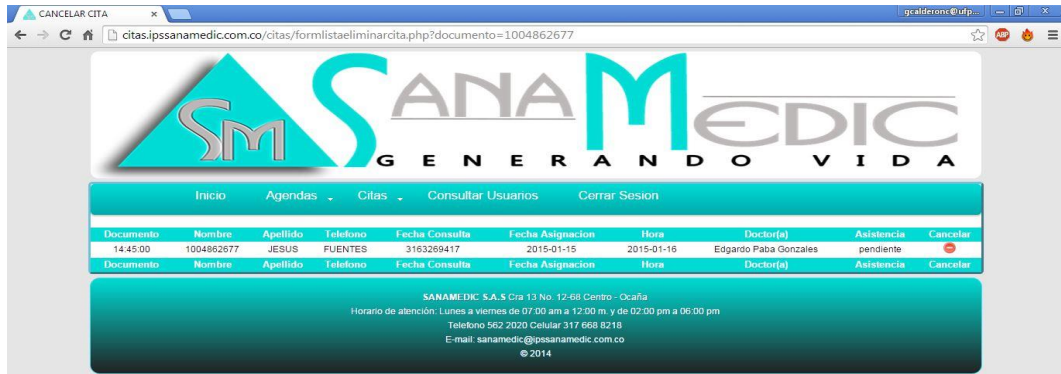 CANCELAR CITA
gcalderonc@ufp...
citas.ipssanamedic.com.co/citas/formlistaeliminarcita.php?documento=1004862677
ABP
SM
SANAMEDIC
GENERANDO VIDA
Inicio Agendas Citas Consultar Usuarios Cerrar Sesion
Documento Nombre Apellido Telefono Fecha Consulta Fecha Asignacion Hora Doctor(a) Asistencia Cancelar
14:45:00 1004862677 JESUS FUENTES 3163269417 2015-01-15 2015-01-16 Edgardo Paba Gonzales pendiente
Documento Nombre Apellido Telefono Fecha Consulta Fecha Asignacion Hora Doctor(a) Asistencia Cancelar
SANAMEDIC S.A.S Cra 13 No. 12-68 Centro - Ocaña
Horario de atención: Lunes a viernes de 07:00 am a 12:00 m. y de 02:00 pm a 06:00 pm
Telefono 562 2020 Celular 317 668 8218
E-mail: sanamedic@ipssanamedic.com.co
© 2014